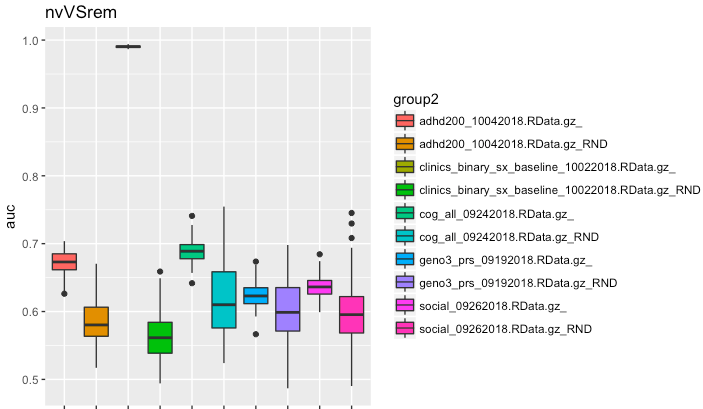 nvVSrem
1.0
0.9
0.8
0.7
0.6
0.5
auc
group2
adhd200_10042018.RData.gz_
adhd200_10042018.RData.gz_RND
clinics_binary_sx_baseline_10022018.RData.gz_
clinics_binary_sx_baseline_10022018.RData.gz_RND
cog_all_09242018.RData.gz_
cog_all_09242018.RData.gz_RND
geno3_prs_09192018.RData.gz_
geno3_prs_09192018.RData.gz_RND
social_09262018.RData.gz_
social_09262018.RData.gz_RND